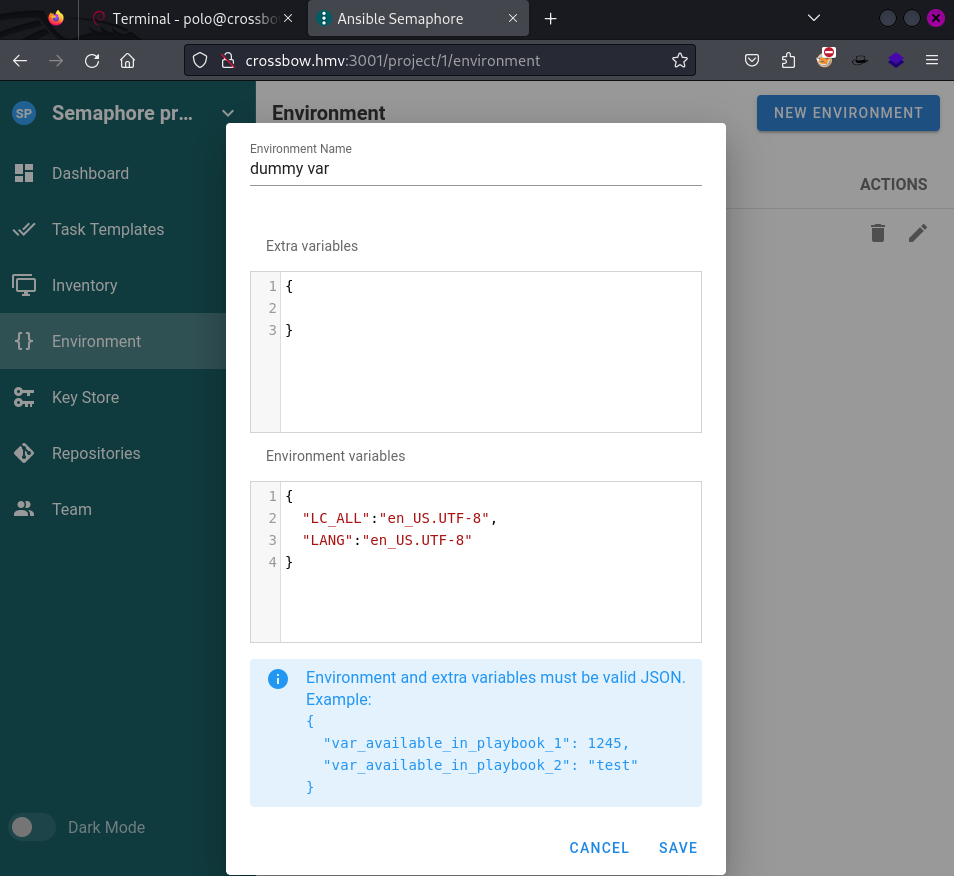 Terminal - polo@crossbo
Ansible Semaphore
crossbow.hmv:3001/project/1/environment
SP Semaphore pr...
Environment
NEW ENVIRONMENT
Dashboard
Task Templates
Inventory
Environment
Key Store
Repositories
Team
Dark Mode
ACTIONS
Environment Name
dummy var
Extra variables
1 {
2
3 }
Environment variables
1 {
2 "LC_ALL":"en_US.UTF-8",
3 "LANG":"en_US.UTF-8"
4 }
Environment and extra variables must be valid JSON.
Example:
{
"var_available_in_playbook_1": 1245,
"var_available_in_playbook_2": "test"
}
CANCEL SAVE